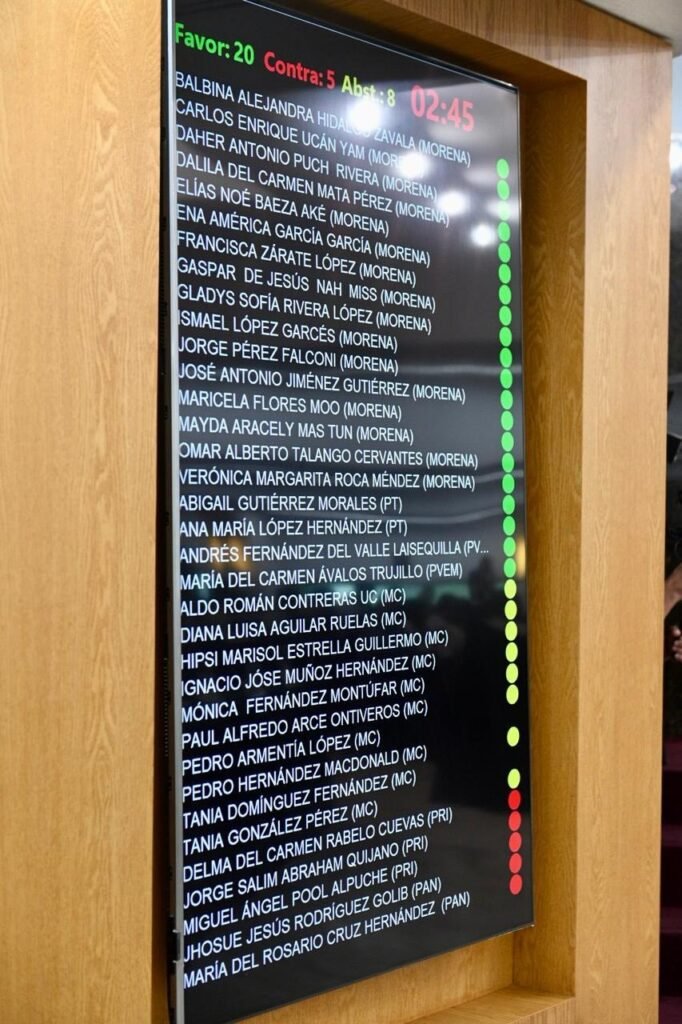 Favor: 20 Contra: 5 Abst.: 8 02:45
BALBINA ALEJANDRA HIDALGO ZAVALA (MORENA)
CARLOS ENRIQUE UCÁN YAM (MORENA)
DAHER ANTONIO PUCH RIVERA (MORENA)
DALILA DEL CARMEN MATA PÉREZ (MORENA)
ELÍAS NOÉ BAEZA AKÉ (MORENA)
ENA AMÉRICA GARCÍA GARCÍA (MORENA)
FRANCISCA ZÁRATE LÓPEZ (MORENA)
GASPAR DE JESÚS NAH MISS (MORENA)
GLADYS SOFÍA RIVERA LÓPEZ (MORENA)
ISMAEL LÓPEZ GARCÉS (MORENA)
JORGE PÉREZ FALCONI (MORENA)
JOSÉ ANTONIO JIMÉNEZ GUTIÉRREZ (MORENA)
MARICELA FLORES MOO (MORENA)
MAYDA ARACELY MAS TUN (MORENA)
OMAR ALBERTO TALANGO CERVANTES (MORENA)
VERÓNICA MARGARITA ROCA MÉNDEZ (MORENA)
ABIGAIL GUTIÉRREZ MORALES (PT)
ANA MARÍA LÓPEZ HERNÁNDEZ (PT)
ANDRÉS FERNÁNDEZ DEL VALLE LAISEQUILLA (PV...
MARÍA DEL CARMEN ÁVALOS TRUJILLO (PVEM)
ALDO ROMÁN CONTRERAS UC (MC)
DIANA LUISA AGUILAR RUELAS (MC)
HIPSI MARISOL ESTRELLA GUILLERMO (MC)
IGNACIO JÓSE MUÑOZ HERNÁNDEZ (MC)
MÓNICA FERNÁNDEZ MONTÚFAR (MC)
PAUL ALFREDO ARCE ONTIVEROS (MC)
PEDRO ARMENTÍA LÓPEZ (MC)
PEDRO HERNÁNDEZ MACDONALD (MC)
TANIA DOMÍNGUEZ FERNÁNDEZ (MC)
TANIA GONZÁLEZ PÉREZ (MC)
DELMA DEL CARMEN RABELO CUEVAS (PRI)
JORGE SALIM ABRAHAM QUIJANO (PRI)
MIGUEL ÁNGEL POOL ALPUCHE (PRI)
JHOSUE JESÚS RODRÍGUEZ GOLIB (PAN)
MARÍA DEL ROSARIO CRUZ HERNÁNDEZ (PAN)